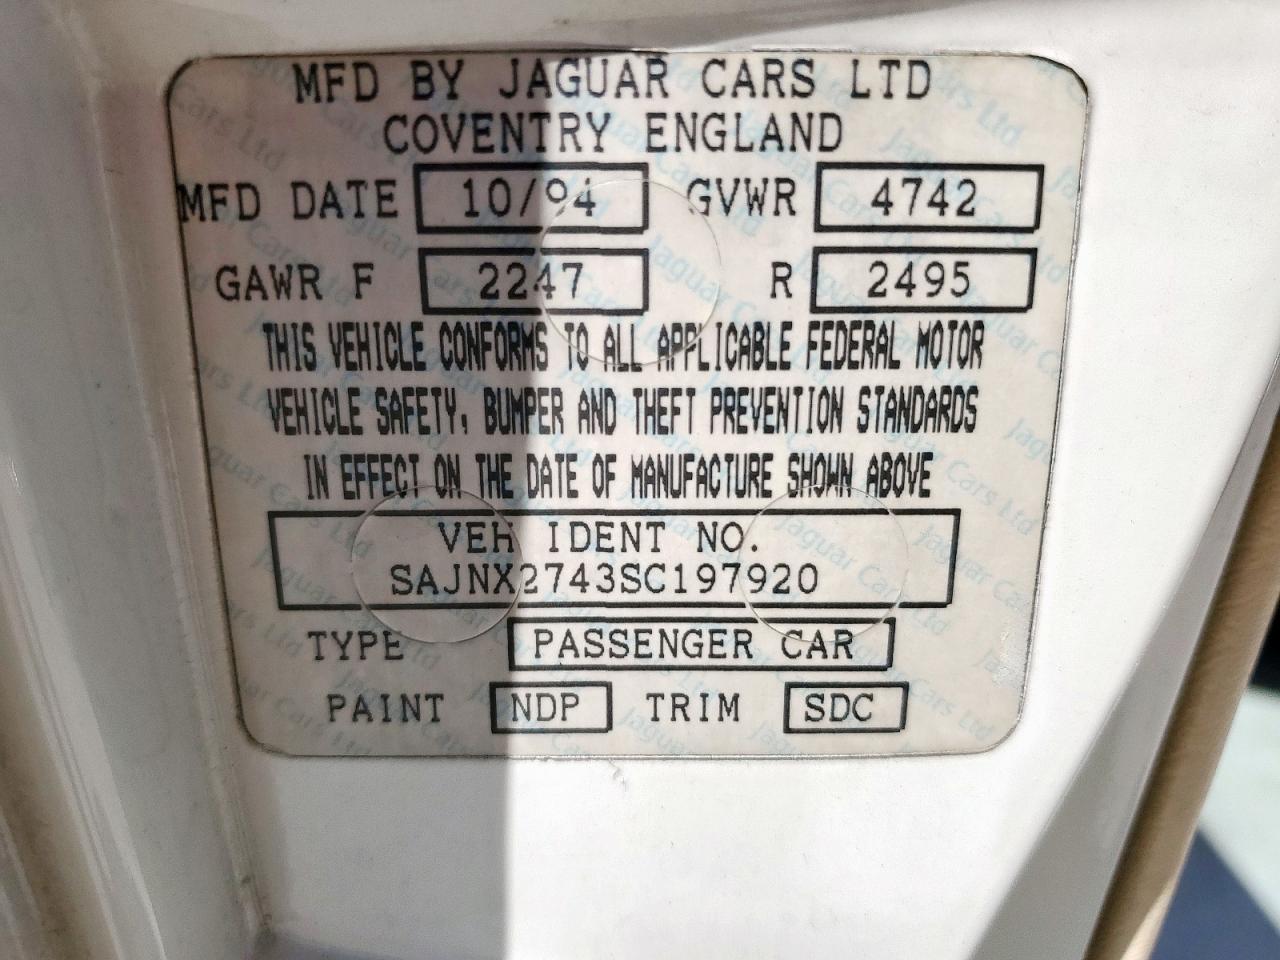 MFD BY JAGUAR CARS LTD
COVENTRY ENGLAND
MFD DATE 10/94 GVWR 4742
GAWR F 2247 R 2495
THIS VEHICLE CONFORMS TO ALL APPLICABLE FEDERAL MOTOR
VEHICLE SAFETY, BUMPER AND THEFT PREVENTION STANDARDS
IN EFFECT ON THE DATE OF MANUFACTURE SHOWN ABOVE
VEH IDENT NO.
SAJNX2743SC197920
TYPE PASSENGER CAR
PAINT NDP TRIM SDC